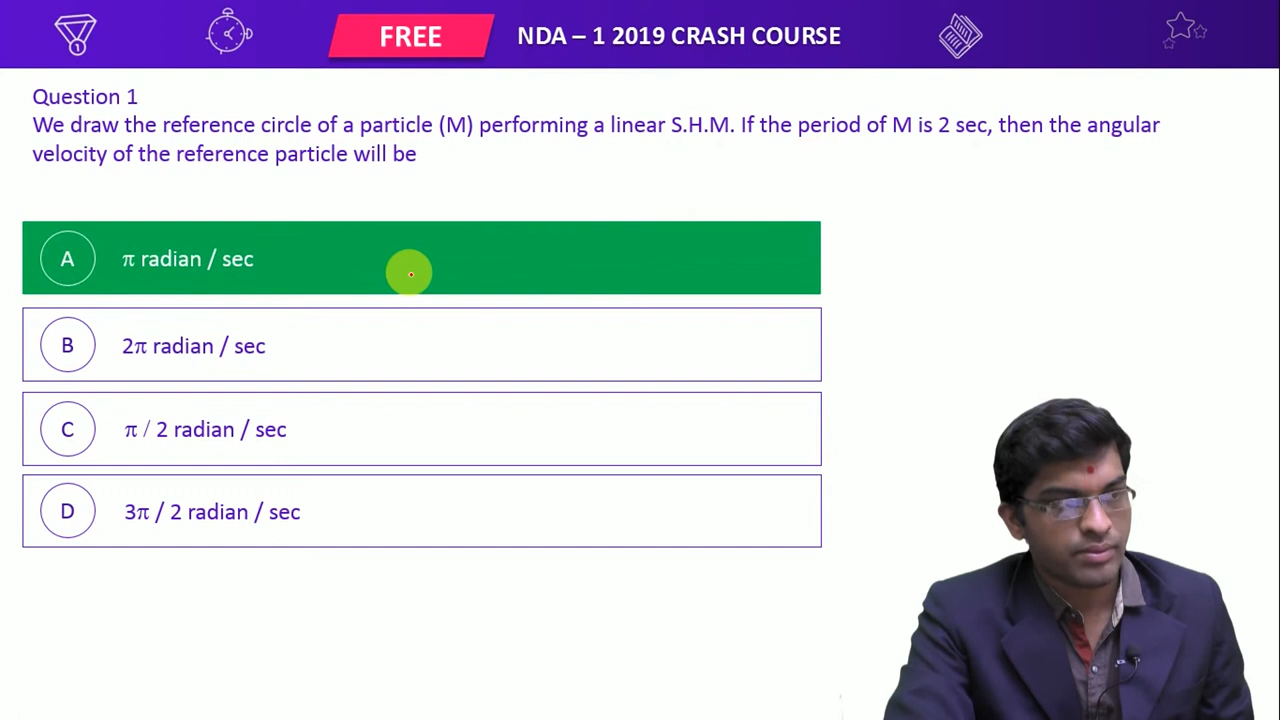 FREE
NDA – 1 2019 CRASH COURSE
Question 1
We draw the reference circle of a particle (M) performing a linear S.H.M. If the period of M is 2 sec, then the angular
velocity of the reference particle will be
A π radian / sec
B 2π radian / sec
C π / 2 radian / sec
D 3π / 2 radian / sec